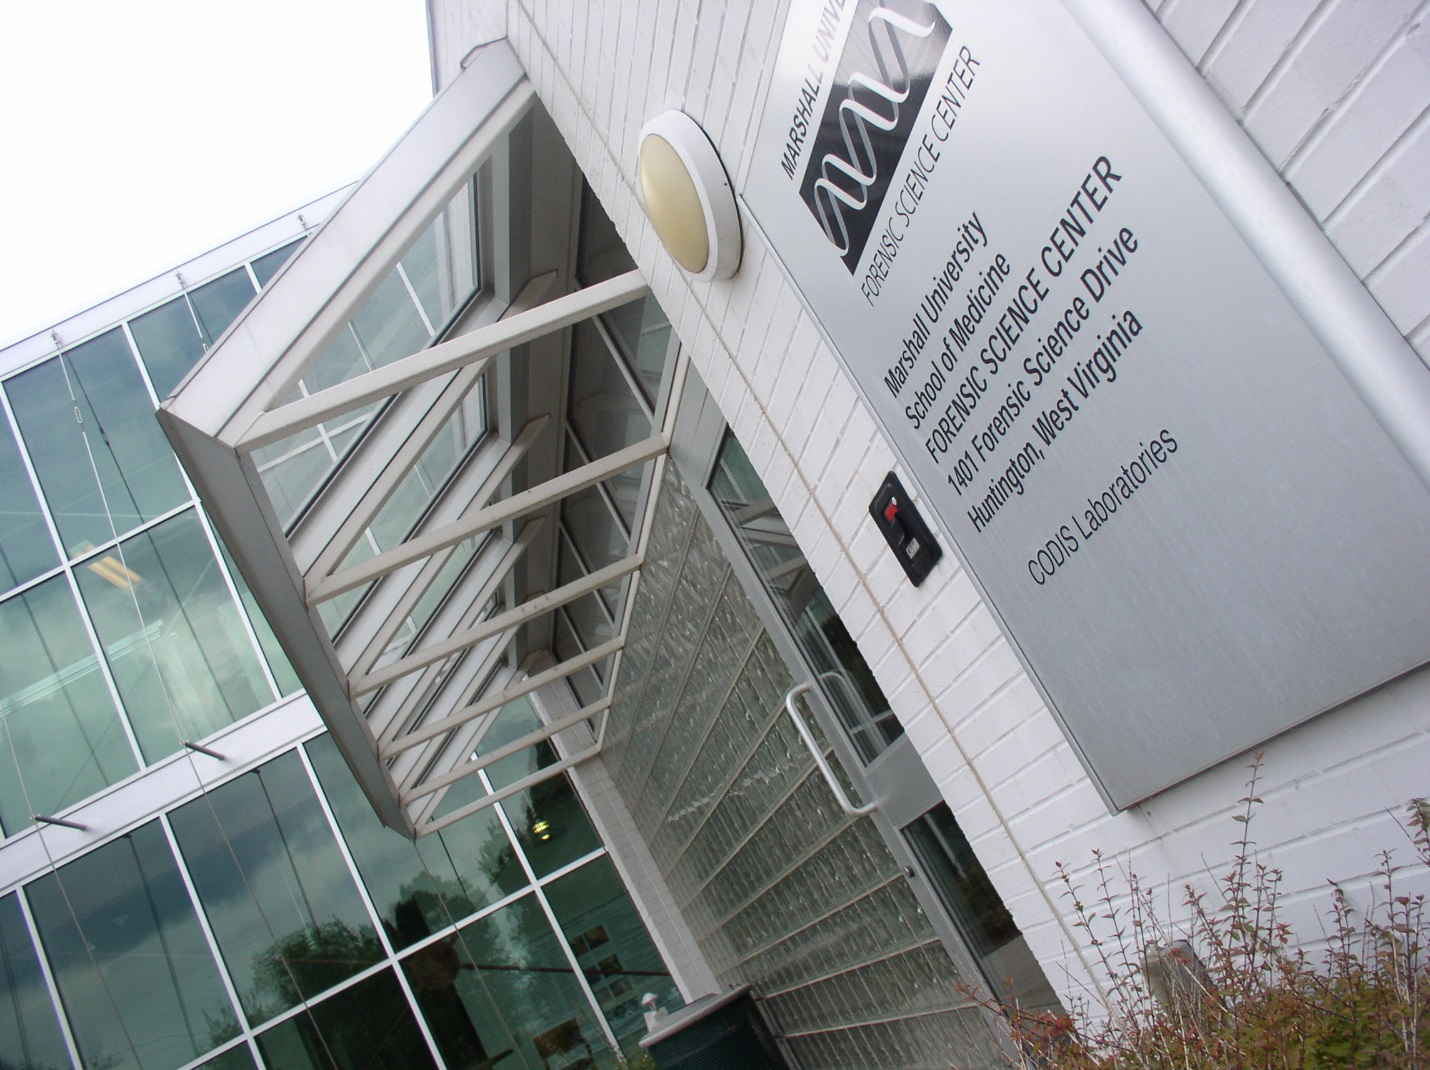 MARSHALL
FORENSIC SCIENCE CENTER
Marshall University
School of Medicine
FORENSIC SCIENCE CENTER
1401 Forensic Science Drive
Huntington, West Virginia
CODIS Laboratories